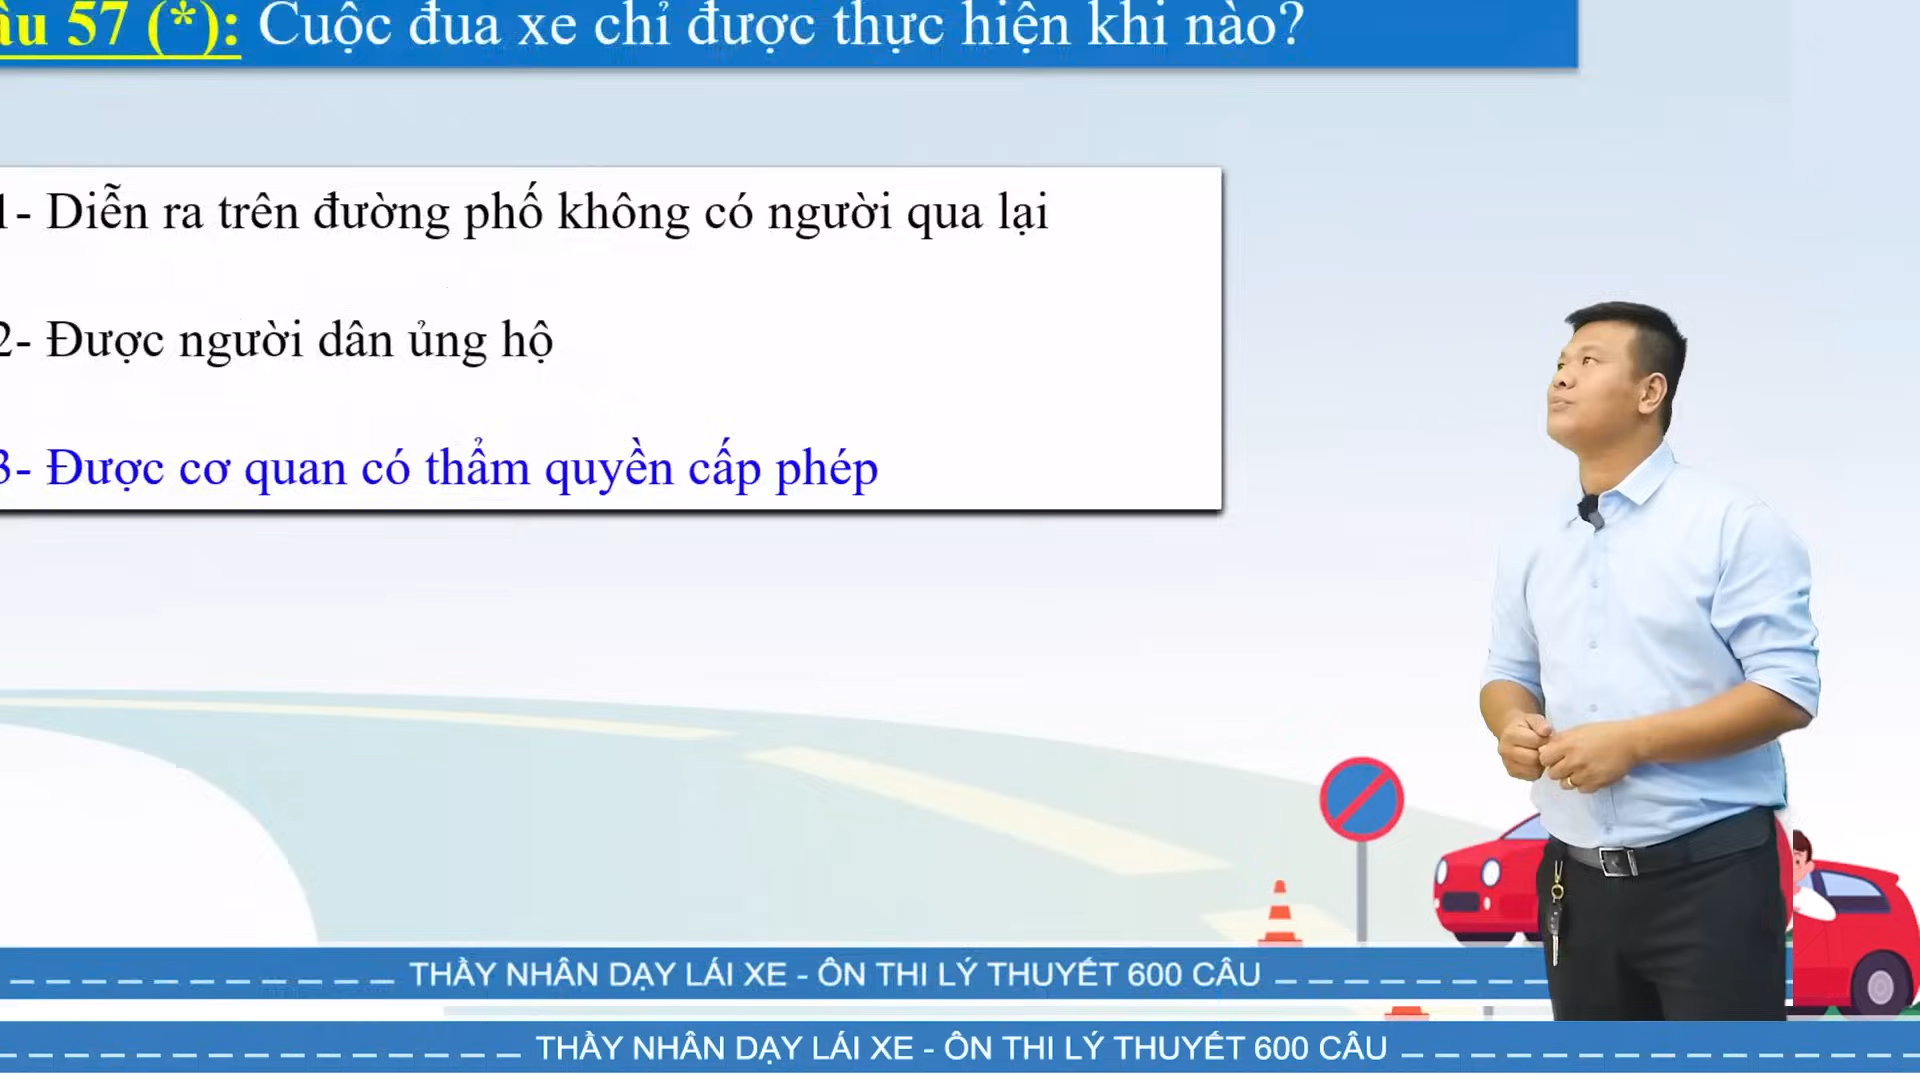 âu 57 (*): Cuộc đua xe chỉ được thực hiện khi nào?
1- Diễn ra trên đường phố không có người qua lại
2- Được người dân ủng hộ
3- Được cơ quan có thẩm quyền cấp phép
THẦY NHÂN DẠY LÁI XE - ÔN THI LÝ THUYẾT 600 CÂU
THẦY NHÂN DẠY LÁI XE - ÔN THI LÝ THUYẾT 600 CÂU